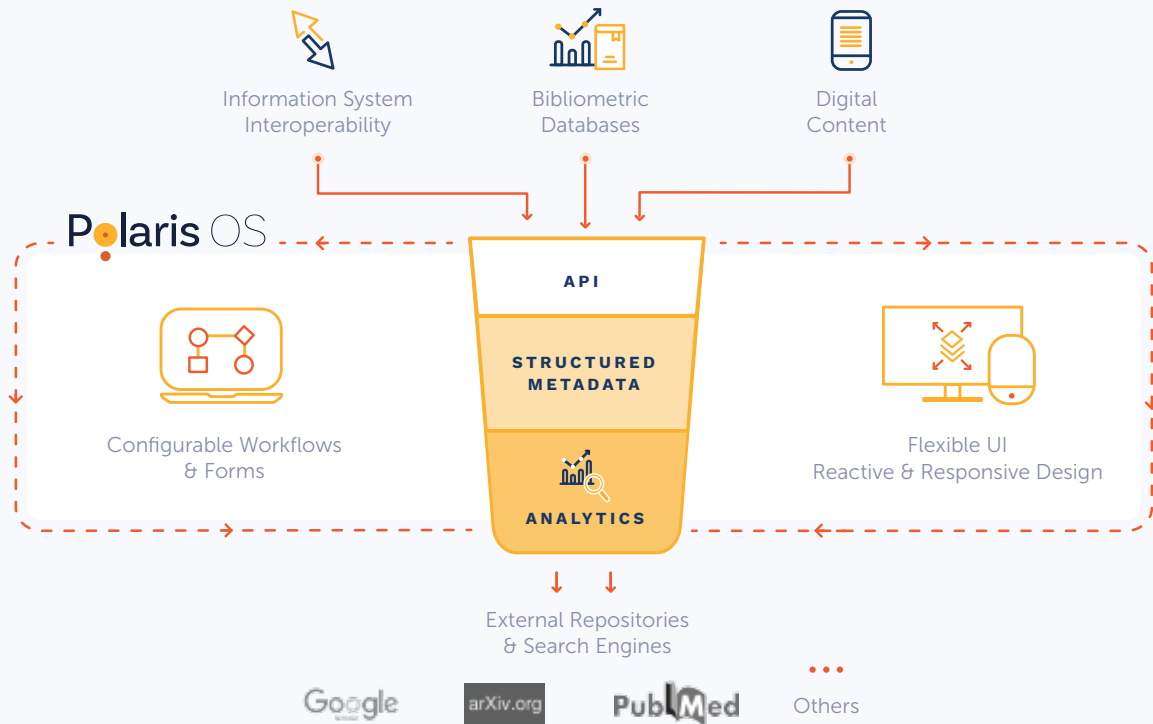 Information System
Interoperability
Bibliometric
Databases
Digital
Content
Polaris OS
API
STRUCTURED
METADATA
ANALYTICS
Configurable Workflows
& Forms
Flexible UI
Reactive & Responsive Design
External Repositories
& Search Engines
Google
arXiv.org
PubMed
Others